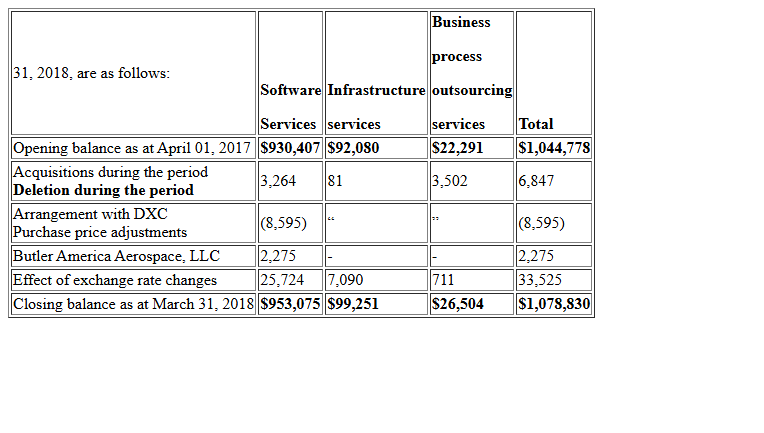 31, 2018, are as follows:
Software
Services
Infrastructure
services
Business
process
outsourcing
services
Total
Opening balance as at April 01, 2017 $930,407 $92,080 $22,291 $1,044,778
Acquisitions during the period
Deletion during the period
3,264 81 3,502 6,847
Arrangement with DXC
Purchase price adjustments
(8,595) “ ” (8,595)
Butler America Aerospace, LLC 2,275 - - 2,275
Effect of exchange rate changes 25,724 7,090 711 33,525
Closing balance as at March 31, 2018 $953,075 $99,251 $26,504 $1,078,830